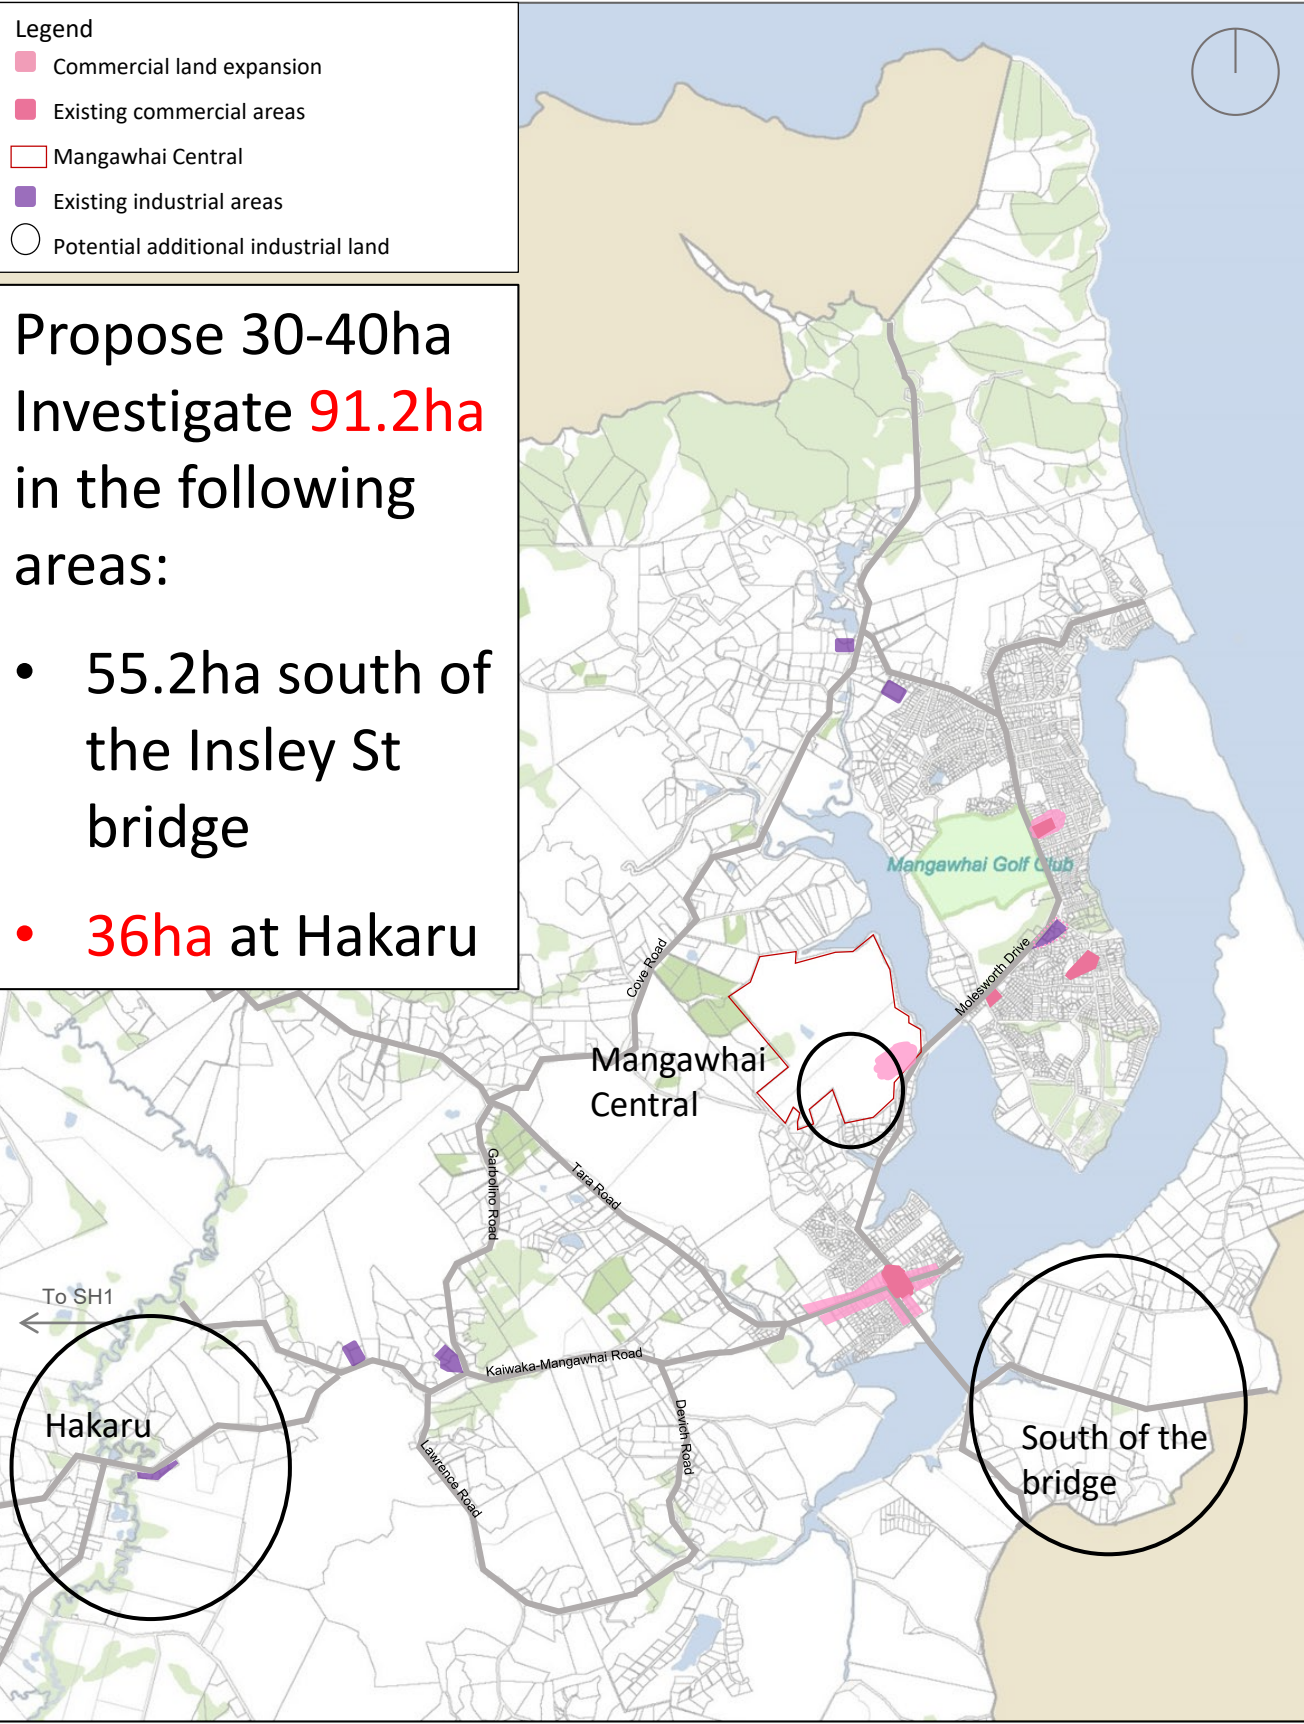 Legend
Commercial land expansion
Existing commercial areas
Mangawhai Central
Existing industrial areas
Potential additional industrial land
Propose 30-40ha
Investigate 91.2ha
in the following
areas:
• 55.2ha south of
the Insley St
bridge
• 36ha at Hakaru
Mangawhai Golf Club
Molesworth Drive
Cove Road
Mangawhai
Central
Garbolino Road
Tara Road
To SH1
Kaiwaka-Mangawhai Road
Hakaru
Devich Road
Lawrence Road
South of the
bridge